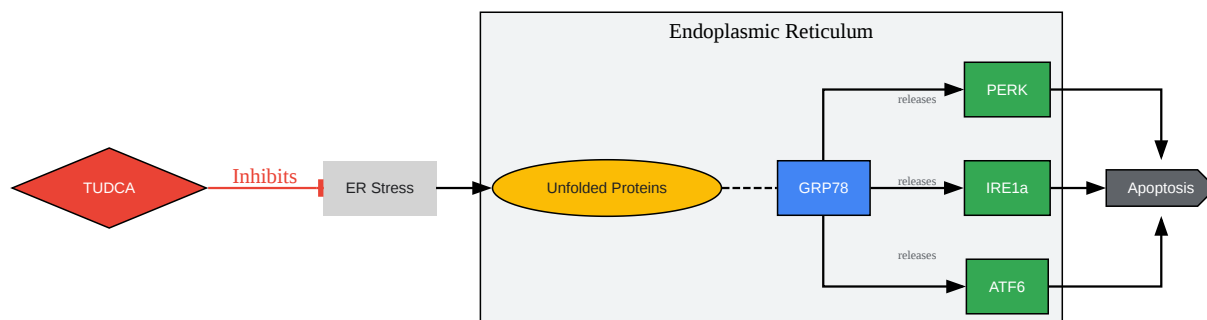 Endoplasmic Reticulum
PERK
releases
Inhibits
TUDCA
ER Stress
Unfolded Proteins
GRP78
releases
IRE1a
Apoptosis
releases
ATF6